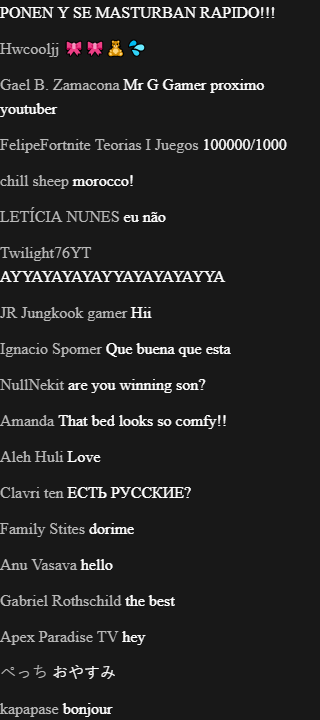 PONEN Y SE MASTURBAN RAPIDO!!!
Hwcooljj 🎀🎀🧸💦
Gael B. Zamacona Mr G Gamer proximo
youtuber
FelipeFortnite Teorias I Juegos 100000/1000
chill sheep morocco!
LETÍCIA NUNES eu não
Twilight76YT
AYYAYAYAYAYYAYAYAYAYYA
JR Jungkook gamer Hii
Ignacio Spomer Que buena que esta
NullNekit are you winning son?
Amanda That bed looks so comfy!!
Aleh Huli Love
Clavri ten ЕСТЬ РУССКИЕ?
Family Stites dorime
Anu Vasava hello
Gabriel Rothschild the best
Apex Paradise TV hey
ぺっち おやすみ
kapapase bonjour